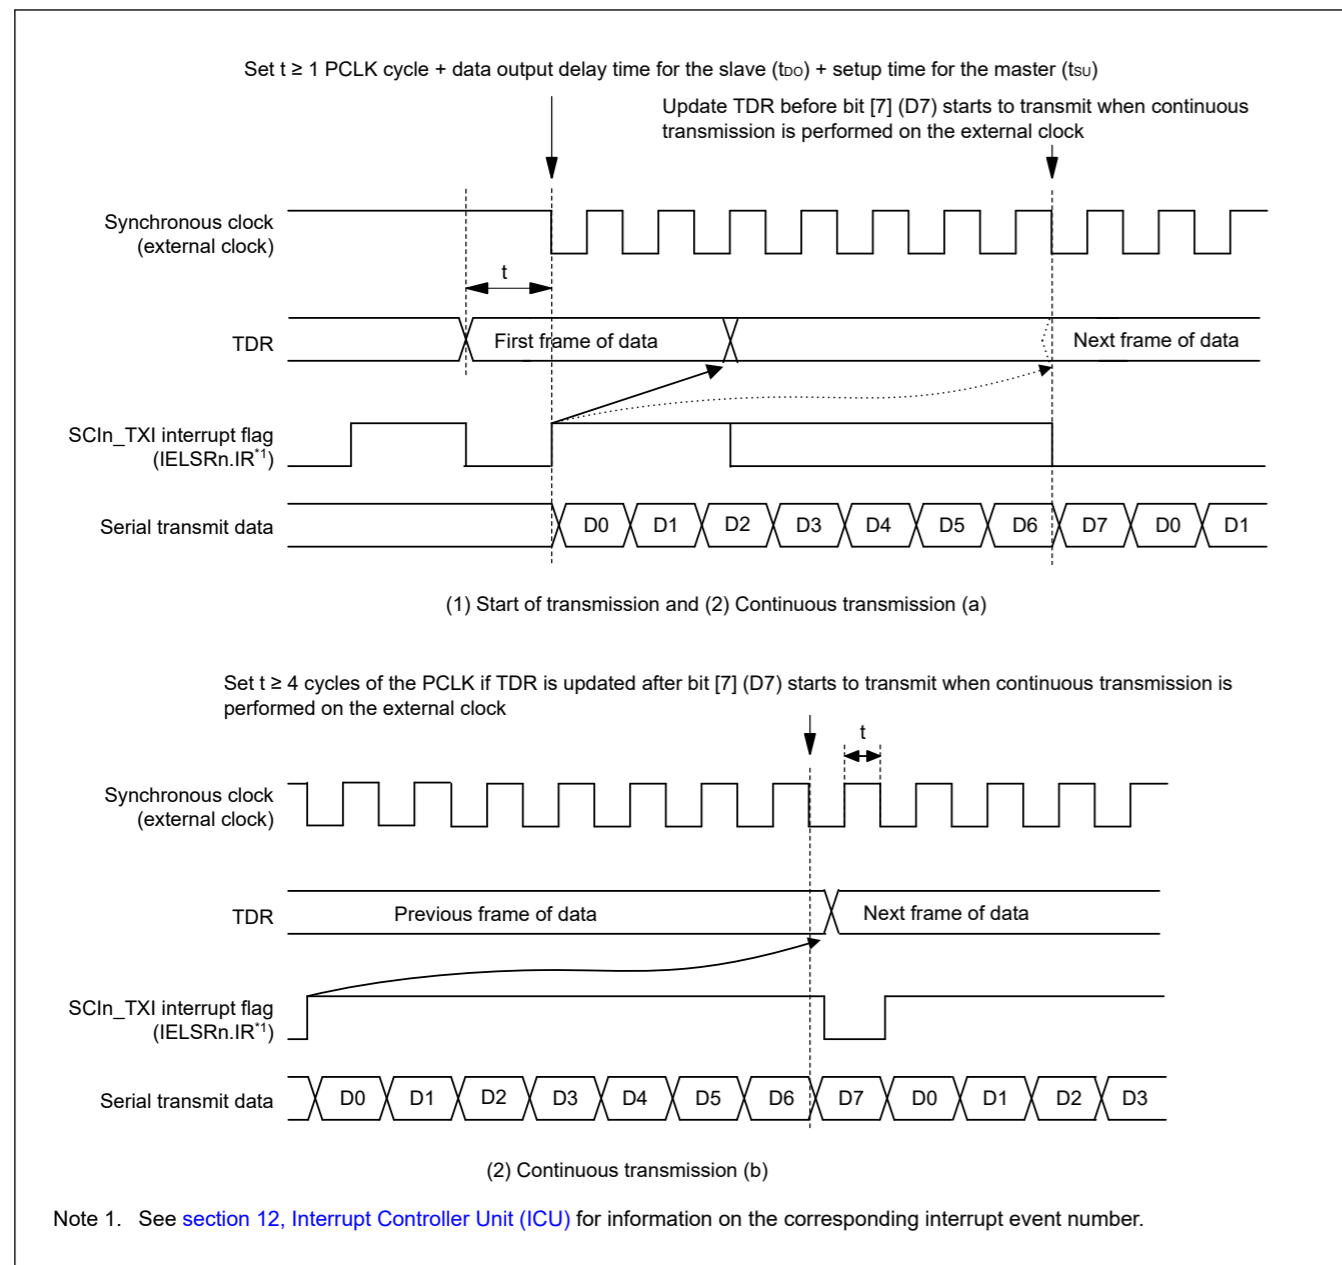 Set t ≥ 1 PCLK cycle + data output delay time for the slave (tDO) + setup time for the master (tSU)
Update TDR before bit [7] (D7) starts to transmit when continuous
transmission is performed on the external clock
Synchronous clock
(external clock)
t
TDR
First frame of data
Next frame of data
SCIn_TXI interrupt flag
(IELSRn.IR*1)
Serial transmit data
D0 D1 D2 D3 D4 D5 D6 D7 D0 D1
(1) Start of transmission and (2) Continuous transmission (a)
Set t ≥ 4 cycles of the PCLK if TDR is updated after bit [7] (D7) starts to transmit when continuous transmission is
performed on the external clock
t
Synchronous clock
(external clock)
TDR
Previous frame of data
Next frame of data
SCIn_TXI interrupt flag
(IELSRn.IR*1)
Serial transmit data
D0 D1 D2 D3 D4 D5 D6 D7 D0 D1 D2 D3
(2) Continuous transmission (b)
Note 1. See section 12, Interrupt Controller Unit (ICU) for information on the corresponding interrupt event number.